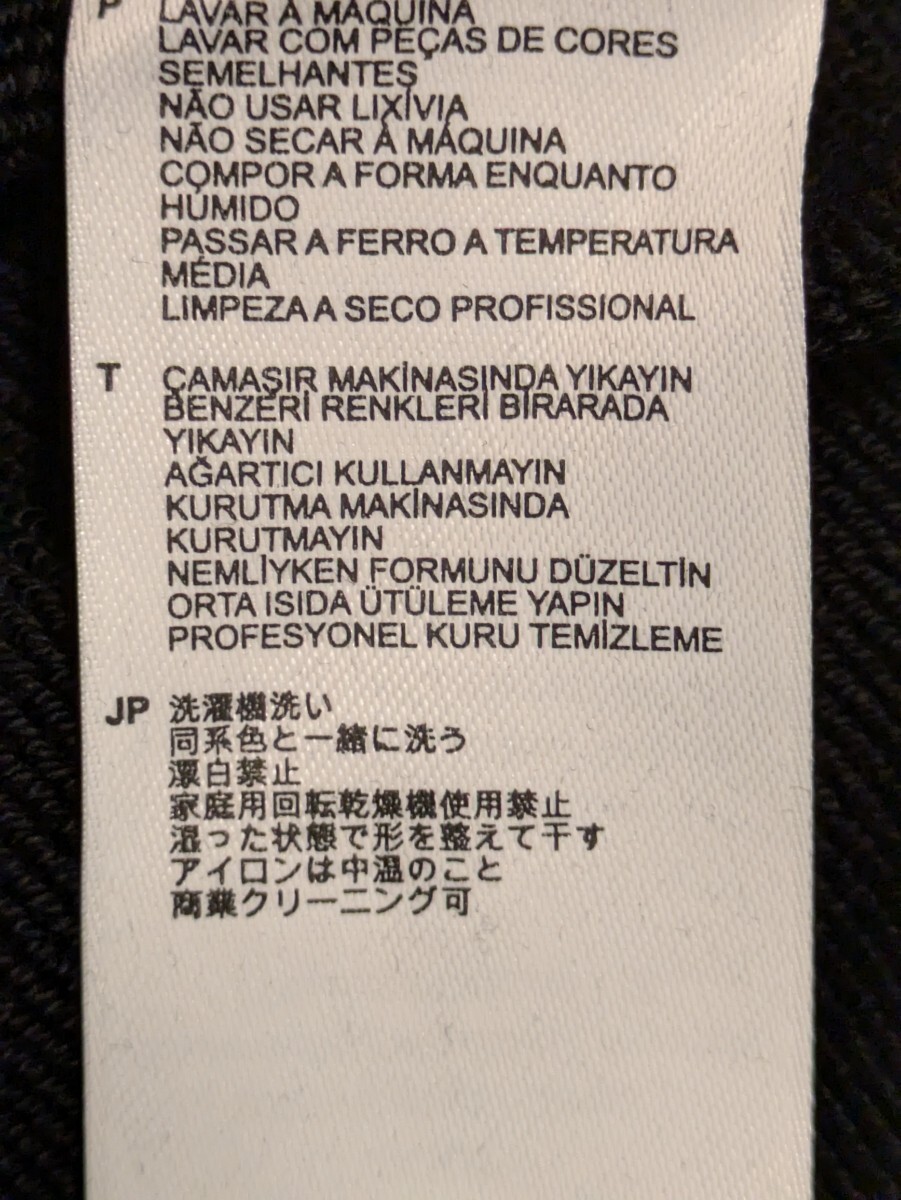 P LAVAR À MÁQUINA
LAVAR COM PEÇAS DE CORES
SEMELHANTES
NÃO USAR LIXÍVIA
NÃO SECAR À MÁQUINA
COMPOR A FORMA ENQUANTO
HÚMIDO
PASSAR A FERRO A TEMPERATURA
MÉDIA
LIMPEZA A SECO PROFISSIONAL
T ÇAMAŞIR MAKİNASINDA YIKAYIN
BENZERİ RENKLERİ BİRARADA
YIKAYIN
AĞARTICI KULLANMAYIN
KURUTMA MAKİNASINDA
KURUTMAYIN
NEMLİYKEN FORMUNU DÜZELTİN
ORTA ISIDA ÜTÜLEME YAPIN
PROFESYONEL KURU TEMİZLEME
JP 洗濯機洗い
同系色と一緒に洗う
漂白禁止
家庭用回転乾燥機使用禁止
湿った状態で形を整えて干す
アイロンは中温のこと
商業クリーニング可